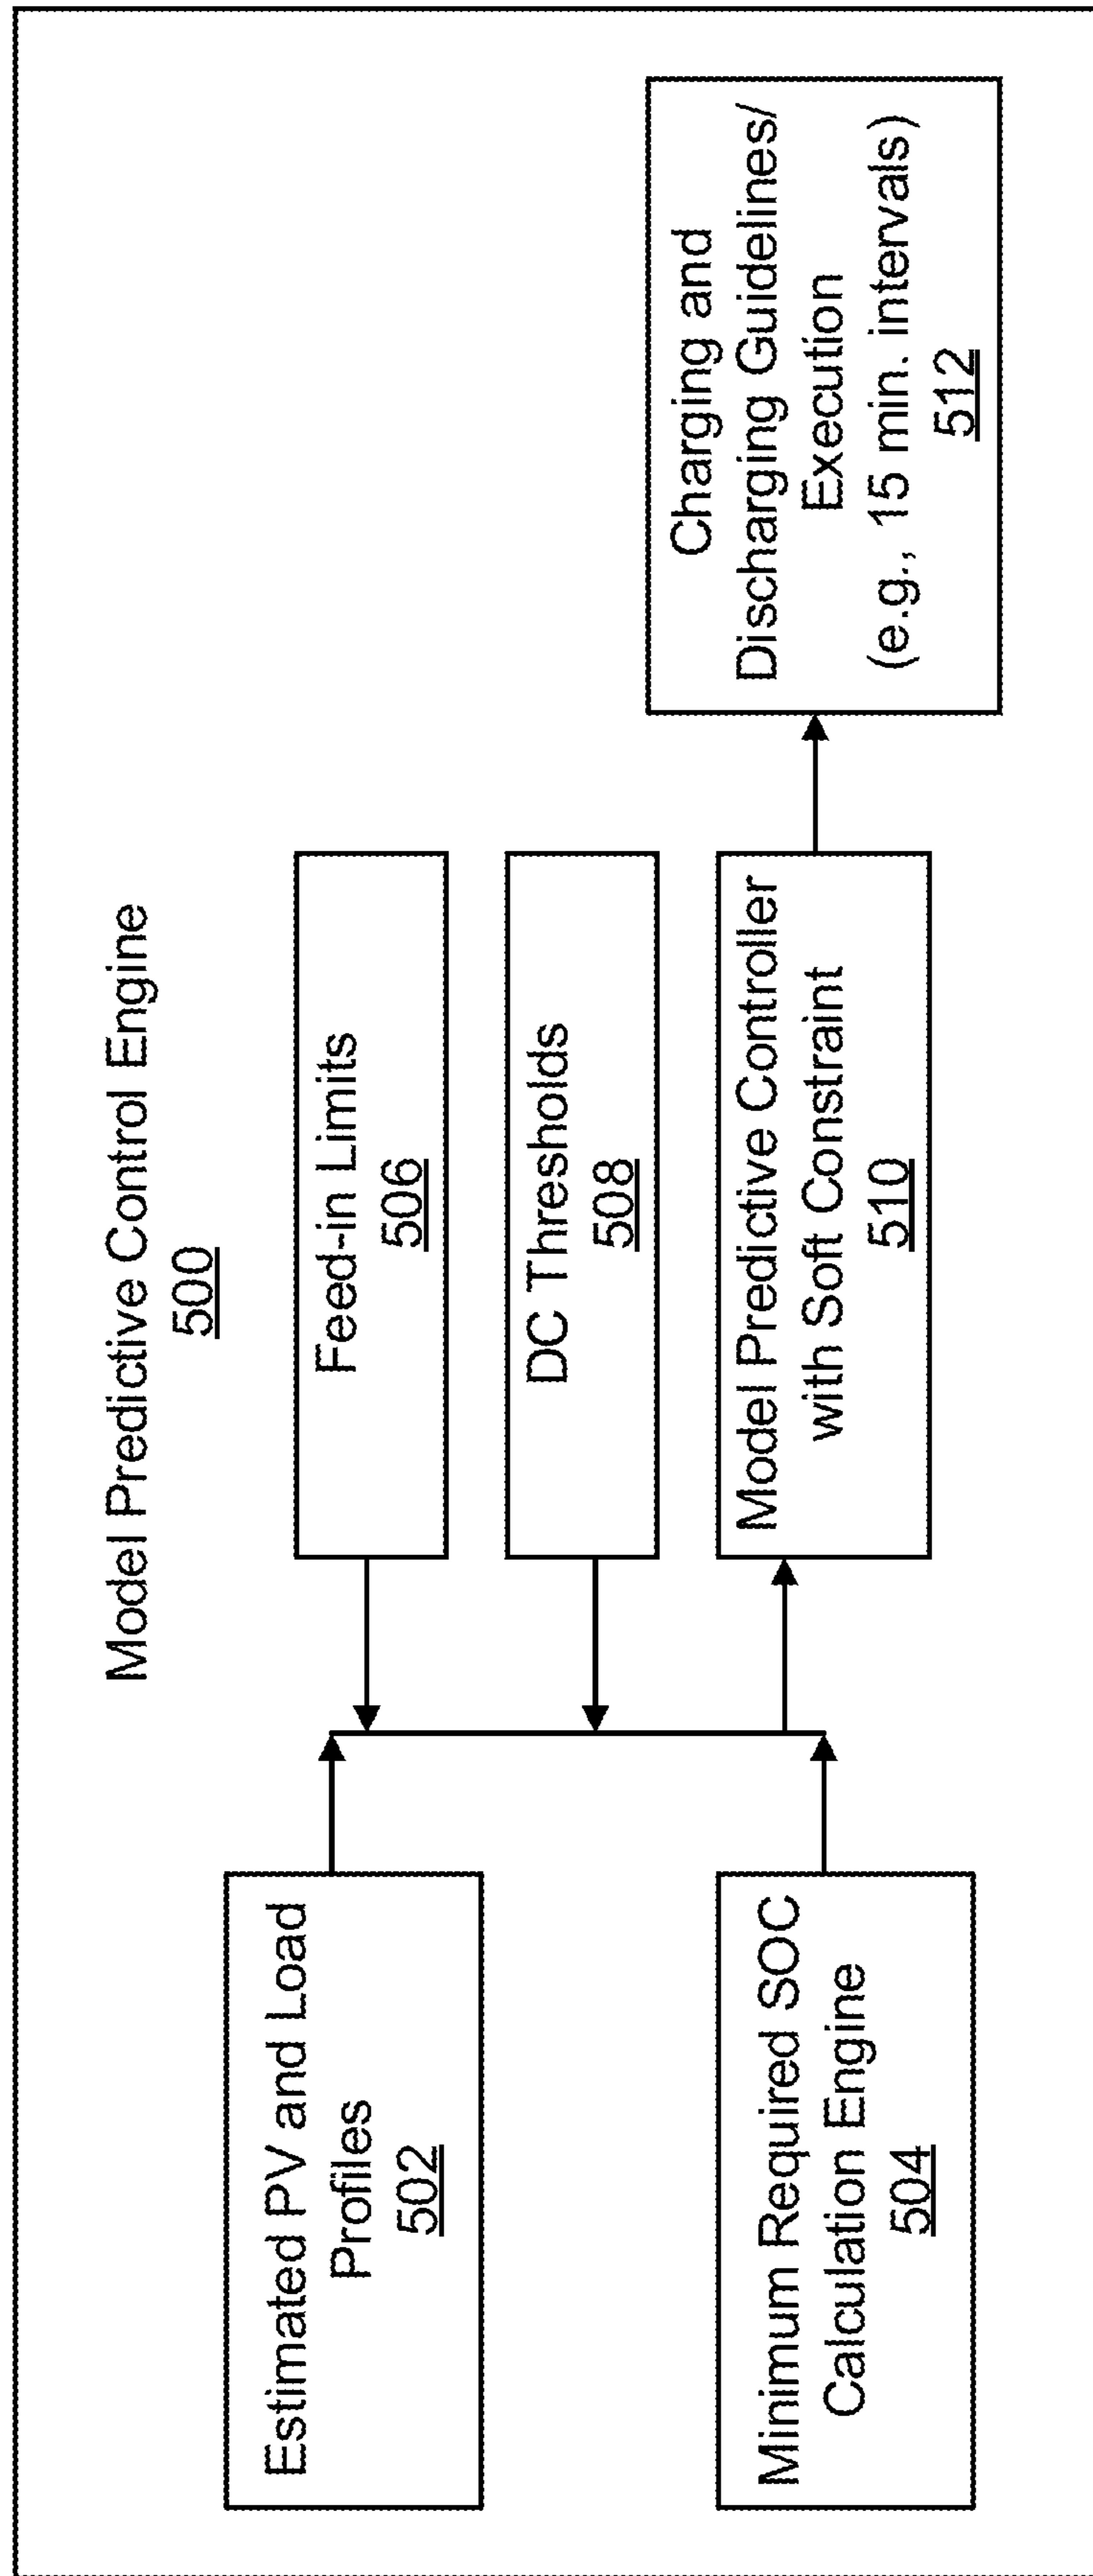 Model Predictive Control Engine
500
Estimated PV and Load
Profiles
502
Minimum Required SOC
Calculation Engine
504
Feed-in Limits
506
DC Thresholds
508
Model Predictive Controller
with Soft Constraint
510
Charging and
Discharging Guidelines/
Execution
(e.g., 15 min. intervals)
512